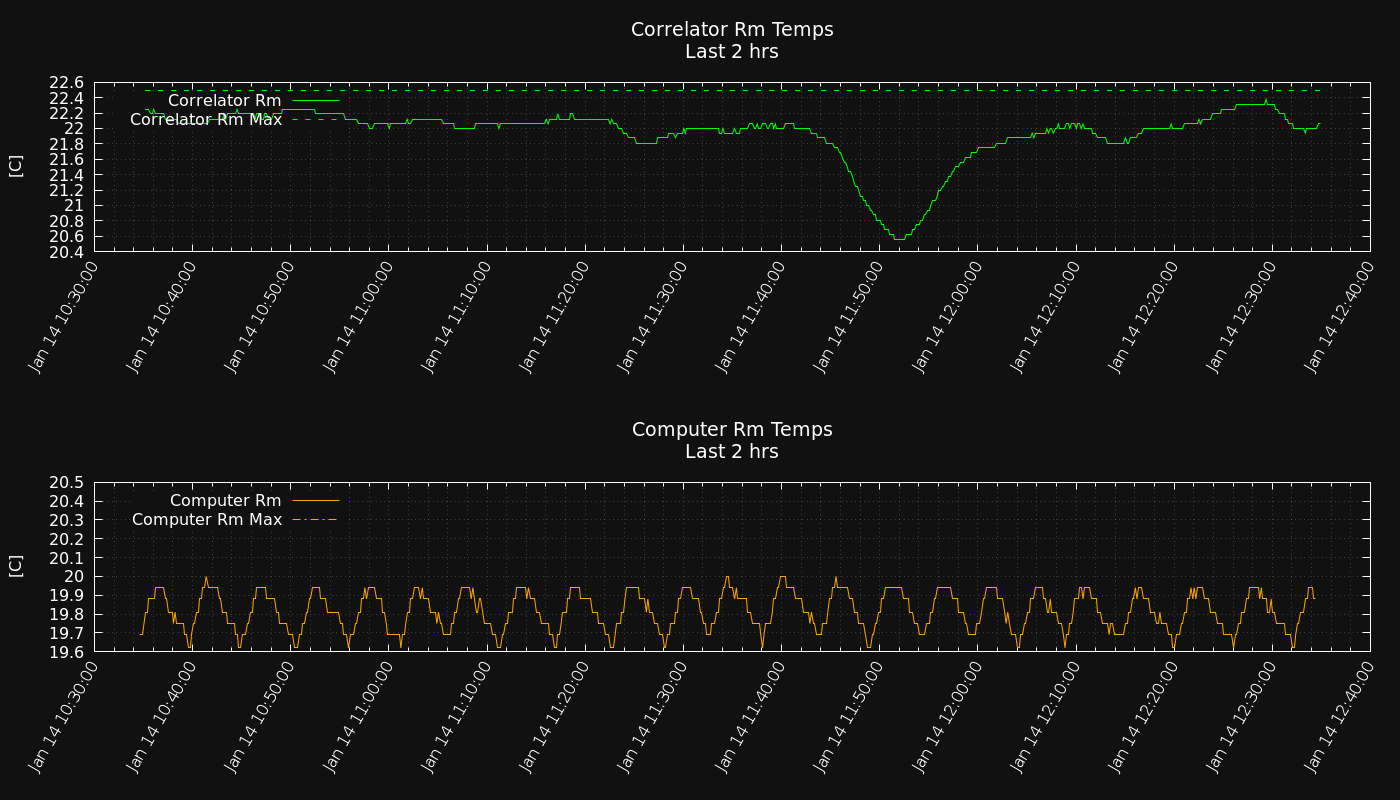 Correlator Rm Temps
Last 2 hrs
[C]
22.6
22.4
22.2
22
21.8
21.6
21.4
21.2
21
20.8
20.6
20.4
Correlator Rm
Correlator Rm Max
Jan 14 10:30:00
Jan 14 10:40:00
Jan 14 10:50:00
Jan 14 11:00:00
Jan 14 11:10:00
Jan 14 11:20:00
Jan 14 11:30:00
Jan 14 11:40:00
Jan 14 11:50:00
Jan 14 12:00:00
Jan 14 12:10:00
Jan 14 12:20:00
Jan 14 12:30:00
Jan 14 12:40:00
Computer Rm Temps
Last 2 hrs
[C]
20.5
20.4
20.3
20.2
20.1
20
19.9
19.8
19.7
19.6
Computer Rm
Computer Rm Max
Jan 14 10:30:00
Jan 14 10:40:00
Jan 14 10:50:00
Jan 14 11:00:00
Jan 14 11:10:00
Jan 14 11:20:00
Jan 14 11:30:00
Jan 14 11:40:00
Jan 14 11:50:00
Jan 14 12:00:00
Jan 14 12:10:00
Jan 14 12:20:00
Jan 14 12:30:00
Jan 14 12:40:00